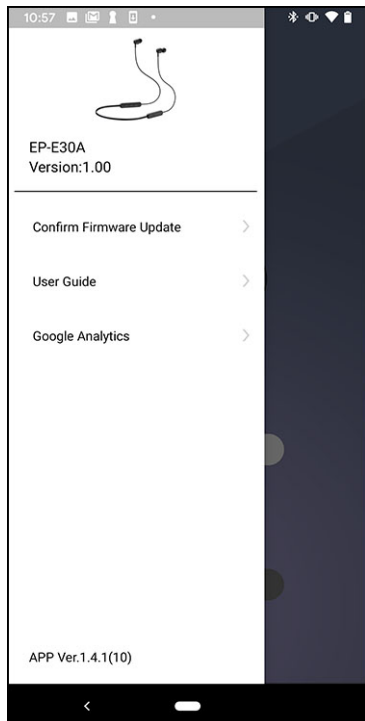 10:57
EP-E30A
Version:1.00
Confirm Firmware Update
User Guide
Google Analytics
APP Ver.1.4.1(10)